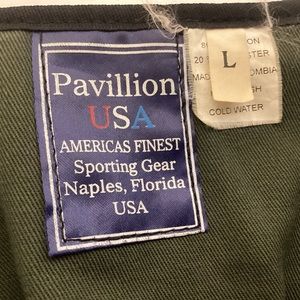 Pavillion
USA
AMERICAS FINEST
Sporting Gear
Naples, Florida
USA
L
COLD WATER